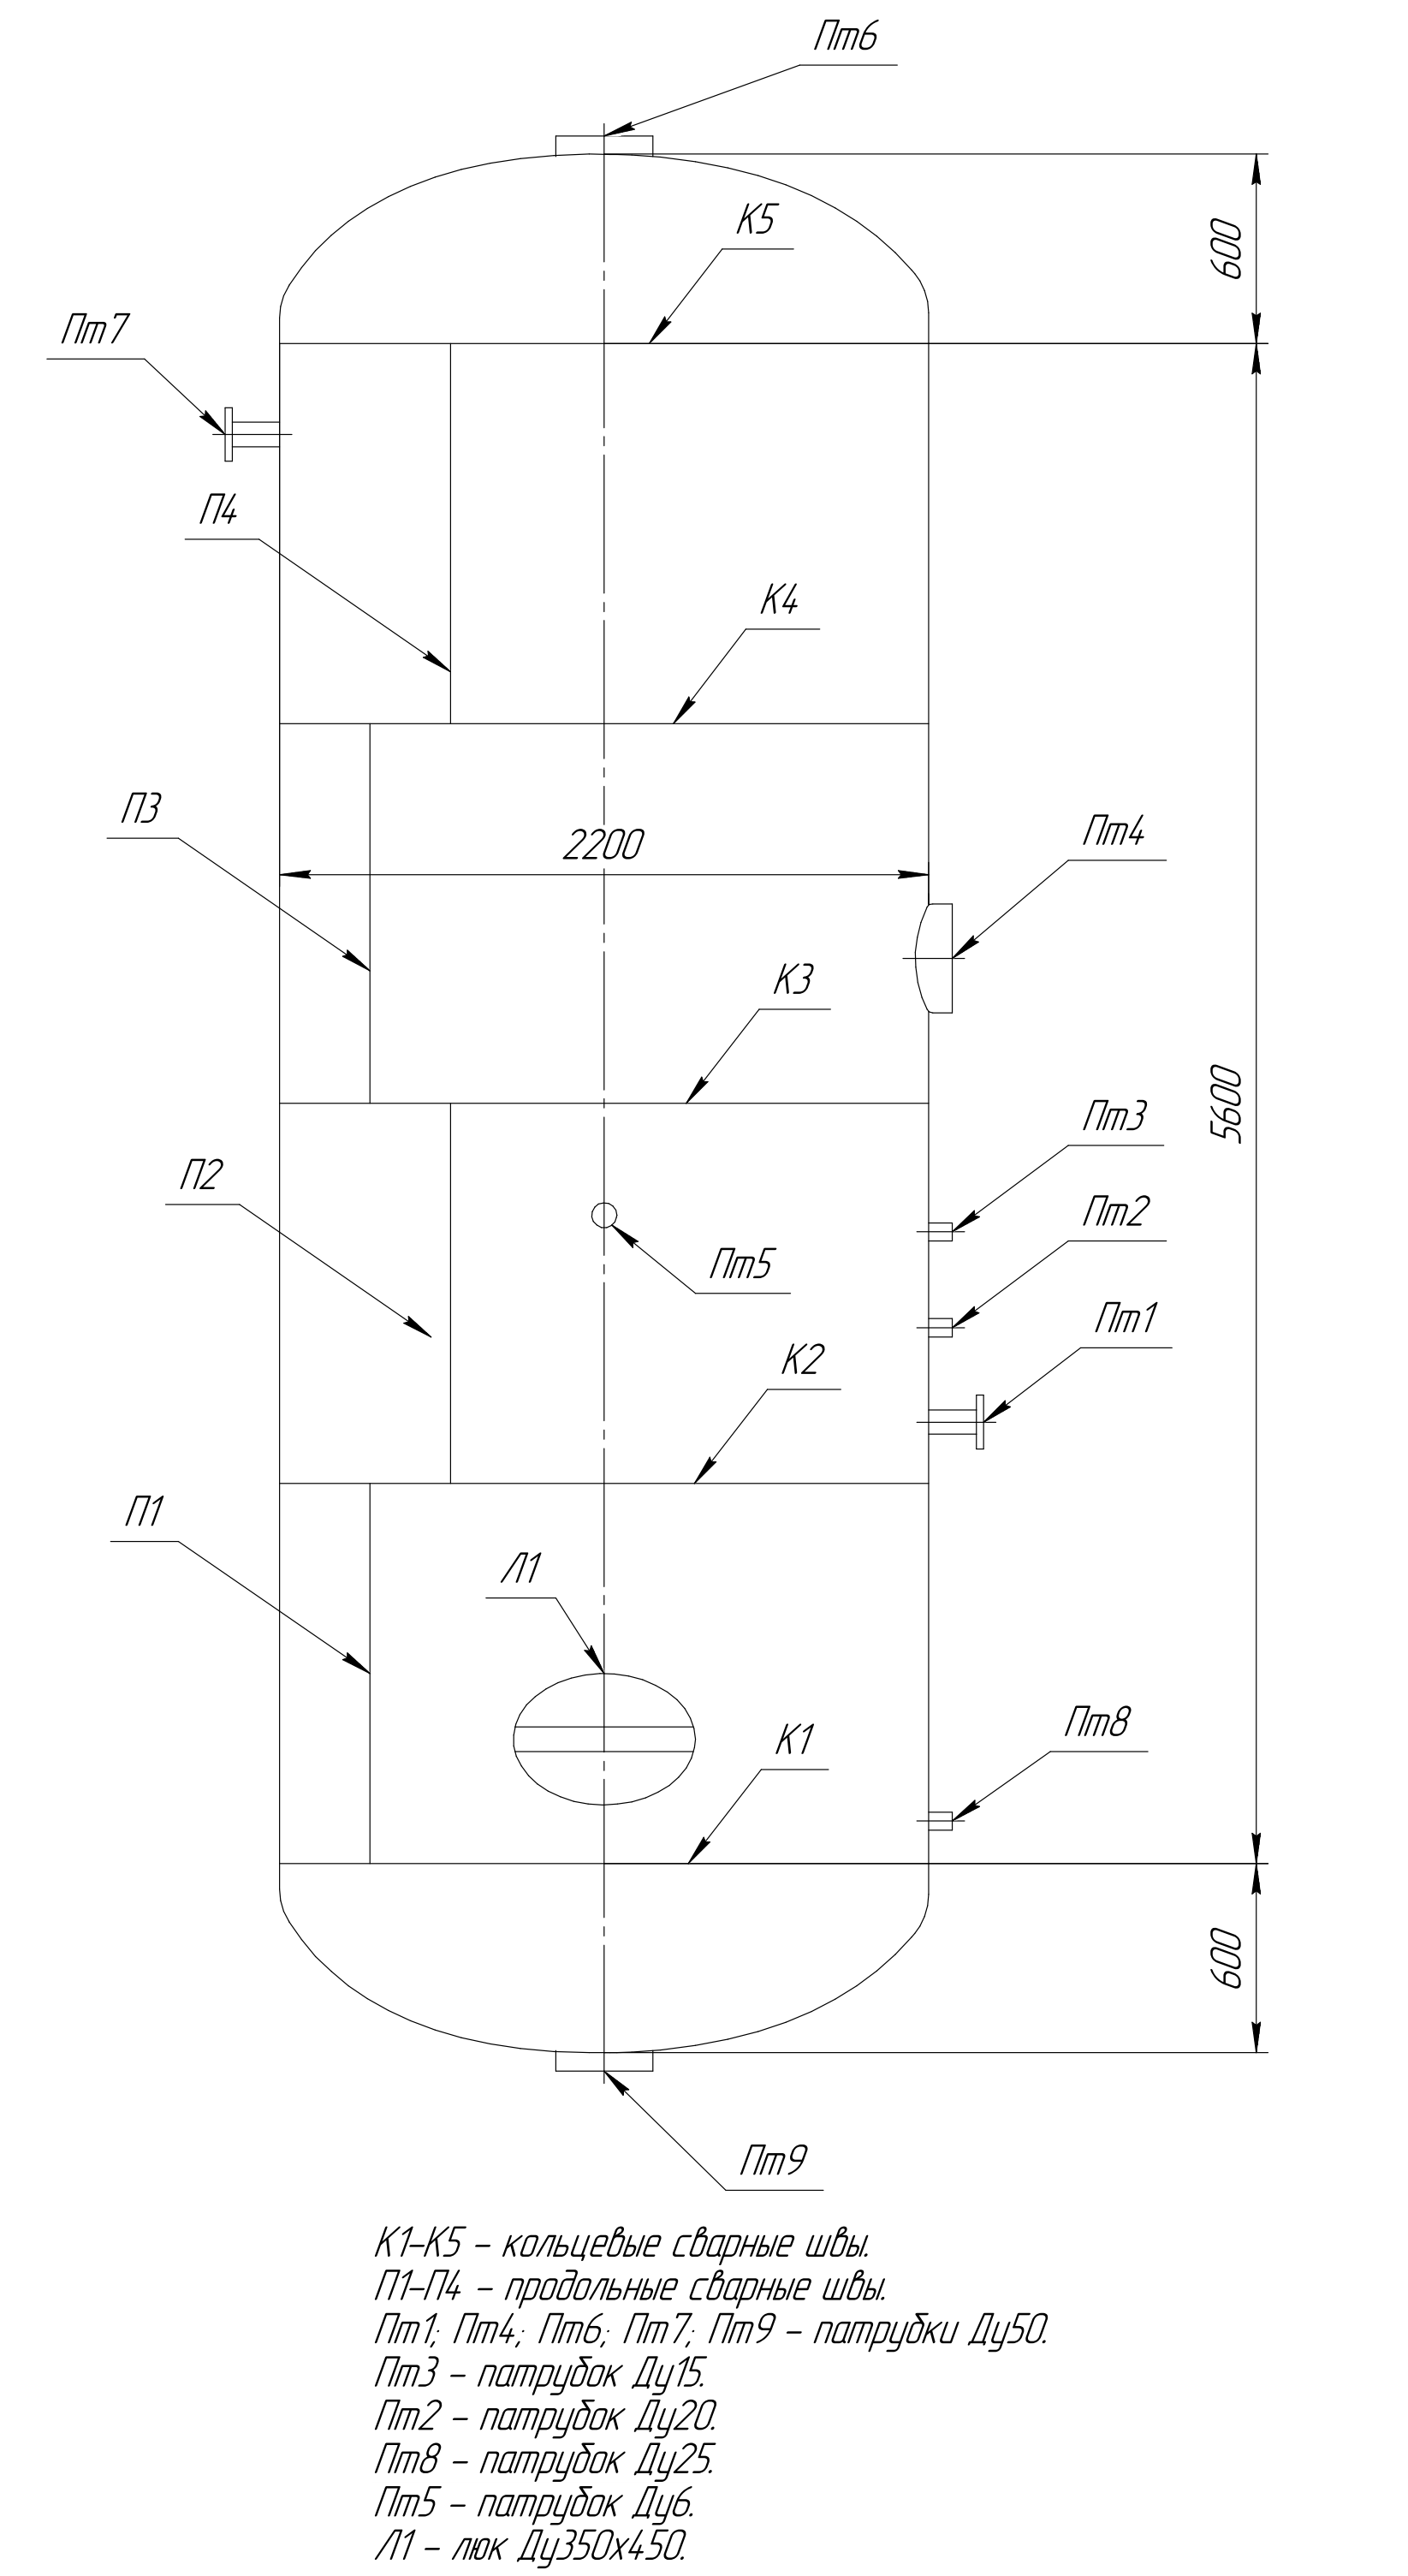 Пт6
К5
600
Пт7
П4
К4
П3
2200
Пт4
К3
5600
Пт3
П2
Пт2
Пт5
Пт1
К2
П1
Л1
Пт8
К1
600
Пт9
К1-К5 - кольцевые сварные швы.
П1-П4 - продольные сварные швы.
Пт1; Пт4; Пт6; Пт7; Пт9 - патрубки Ду50.
Пт3 - патрубок Ду15.
Пт2 - патрубок Ду20.
Пт8 - патрубок Ду25.
Пт5 - патрубок Ду6.
Л1 - люк Ду350х450.